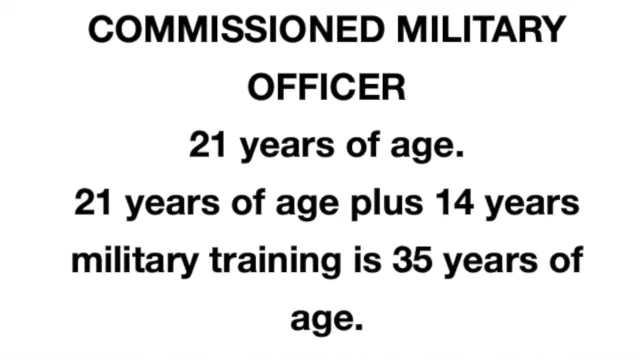 COMMISSIONED MILITARY
OFFICER
21 years of age.
21 years of age plus 14 years
military training is 35 years of
age.